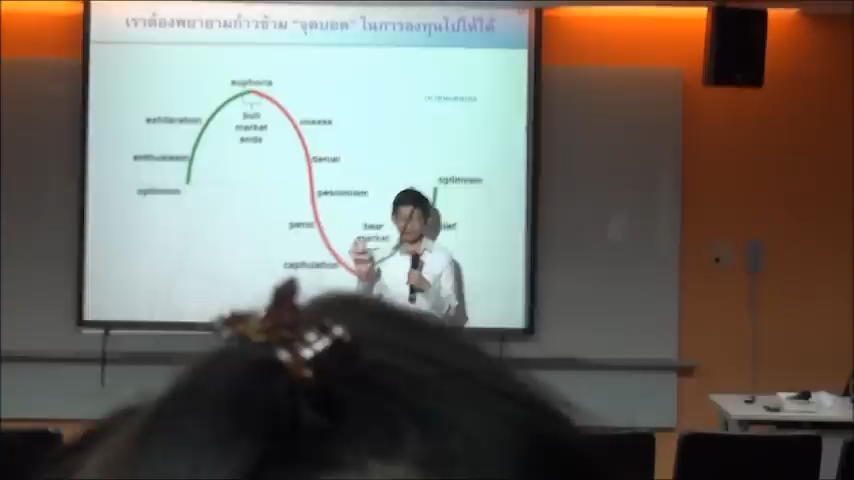 เราต้องพยายามก้าวข้าม "จุดบอด" ในการลงทุนไปให้ได้
euphoria
exhilaration
bull
market
ends
unease
enthusiasm
denial
optimism
pessimism
optimism
panic
bear
market
capitulation